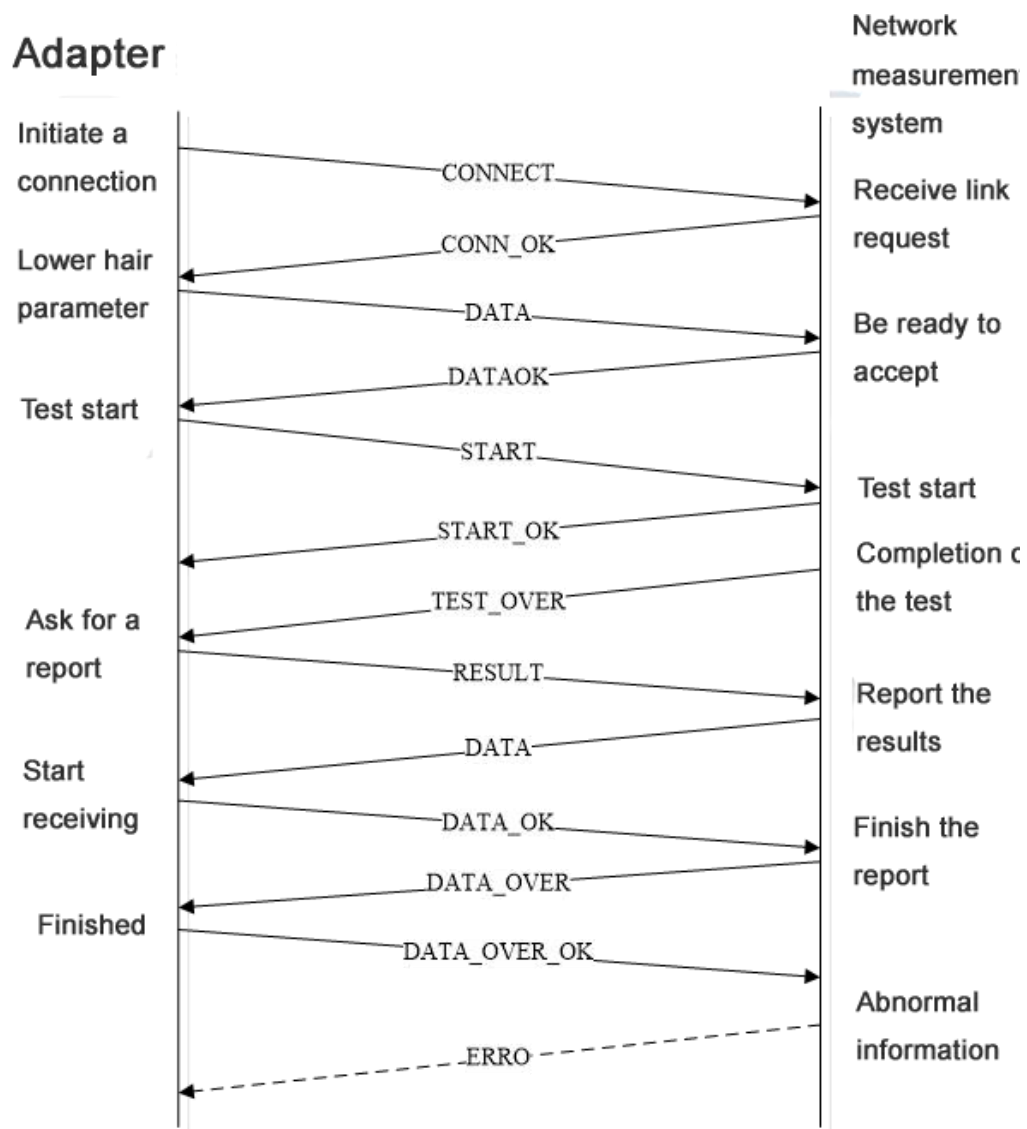 Adapter
Network
measurement
system
Initiate a
connection
CONNECT
Receive link
request
CONN_OK
Lower hair
parameter
DATA
Be ready to
accept
DATAOK
Test start
START
Test start
START_OK
Completion o
the test
TEST_OVER
Ask for a
report
RESULT
Report the
results
DATA
Start
receiving
DATA_OK
Finish the
report
DATA_OVER
Finished
DATA_OVER_OK
Abnormal
information
ERRO